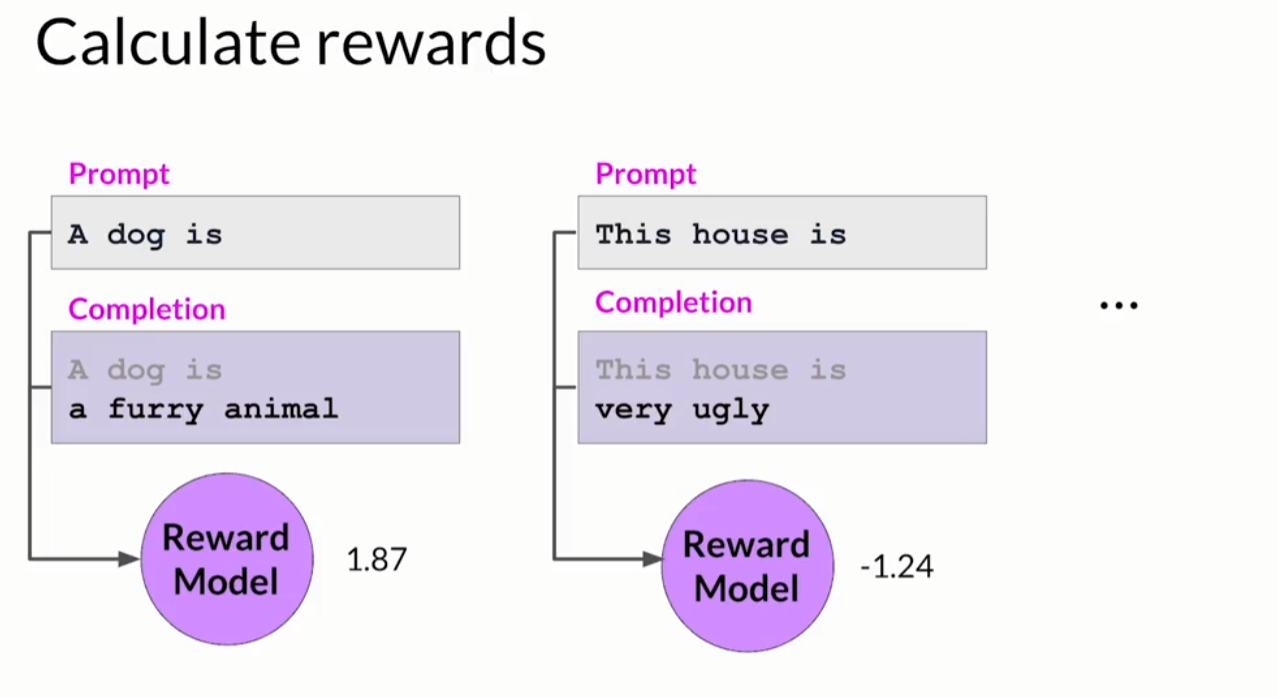 Calculate rewards
Prompt
A dog is
Completion
A dog is
a furry animal
Reward
Model
1.87
Prompt
This house is
Completion
This house is
very ugly
Reward
Model
-1.24
...